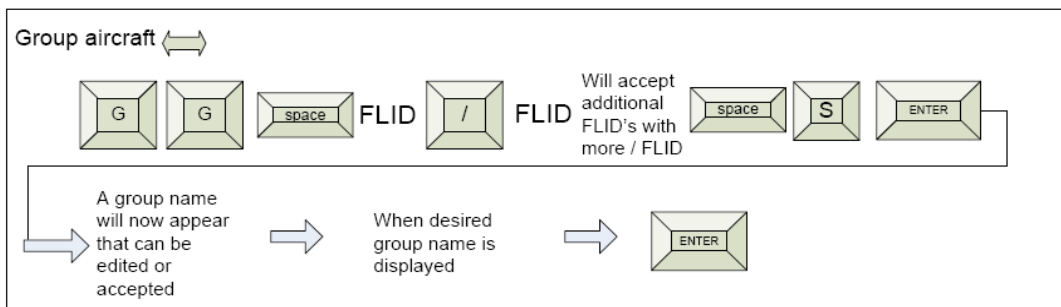 Group aircraft
G G space FLID / FLID Will accept additional FLID's with more / FLID space S ENTER
A group name will now appear that can be edited or accepted
When desired group name is displayed
ENTER